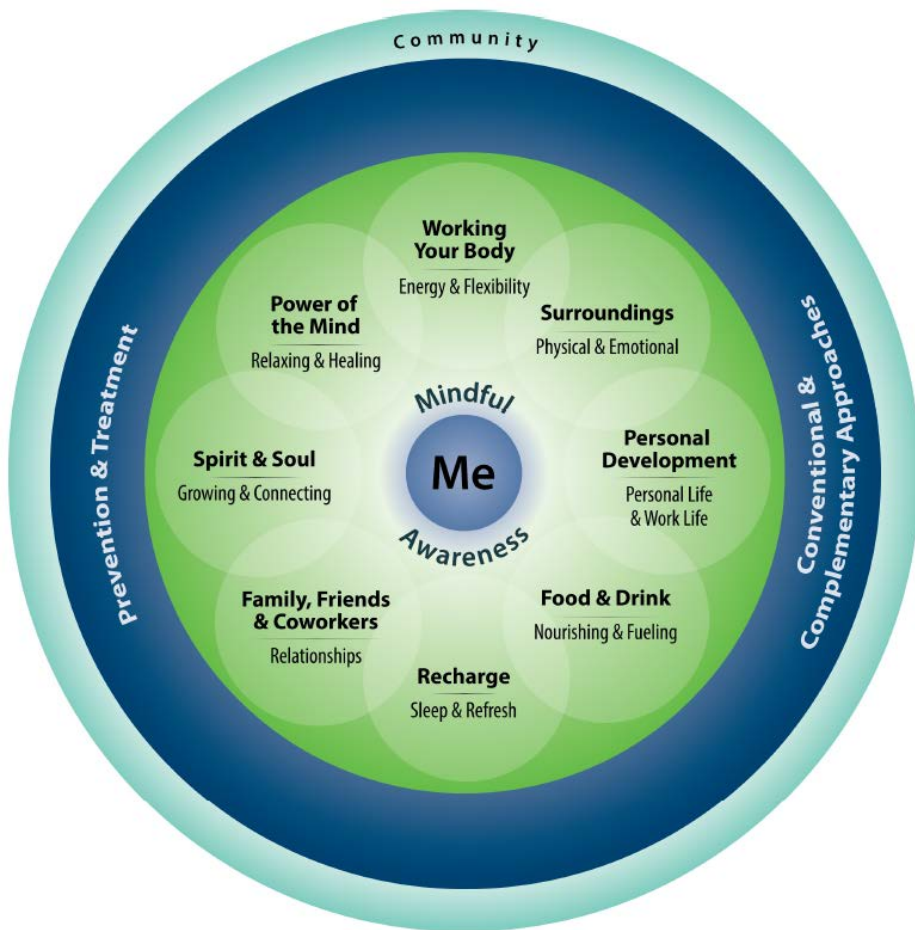 Community
Working
Your Body
Energy & Flexibility
Surroundings
Physical & Emotional
Personal
Development
Personal Life
& Work Life
Food & Drink
Nourishing & Fueling
Recharge
Sleep & Refresh
Family, Friends
& Coworkers
Relationships
Spirit & Soul
Growing & Connecting
Power of
the Mind
Relaxing & Healing
Mindful
Me
Awareness
Prevention & Treatment
Conventional &
Complementary Approaches